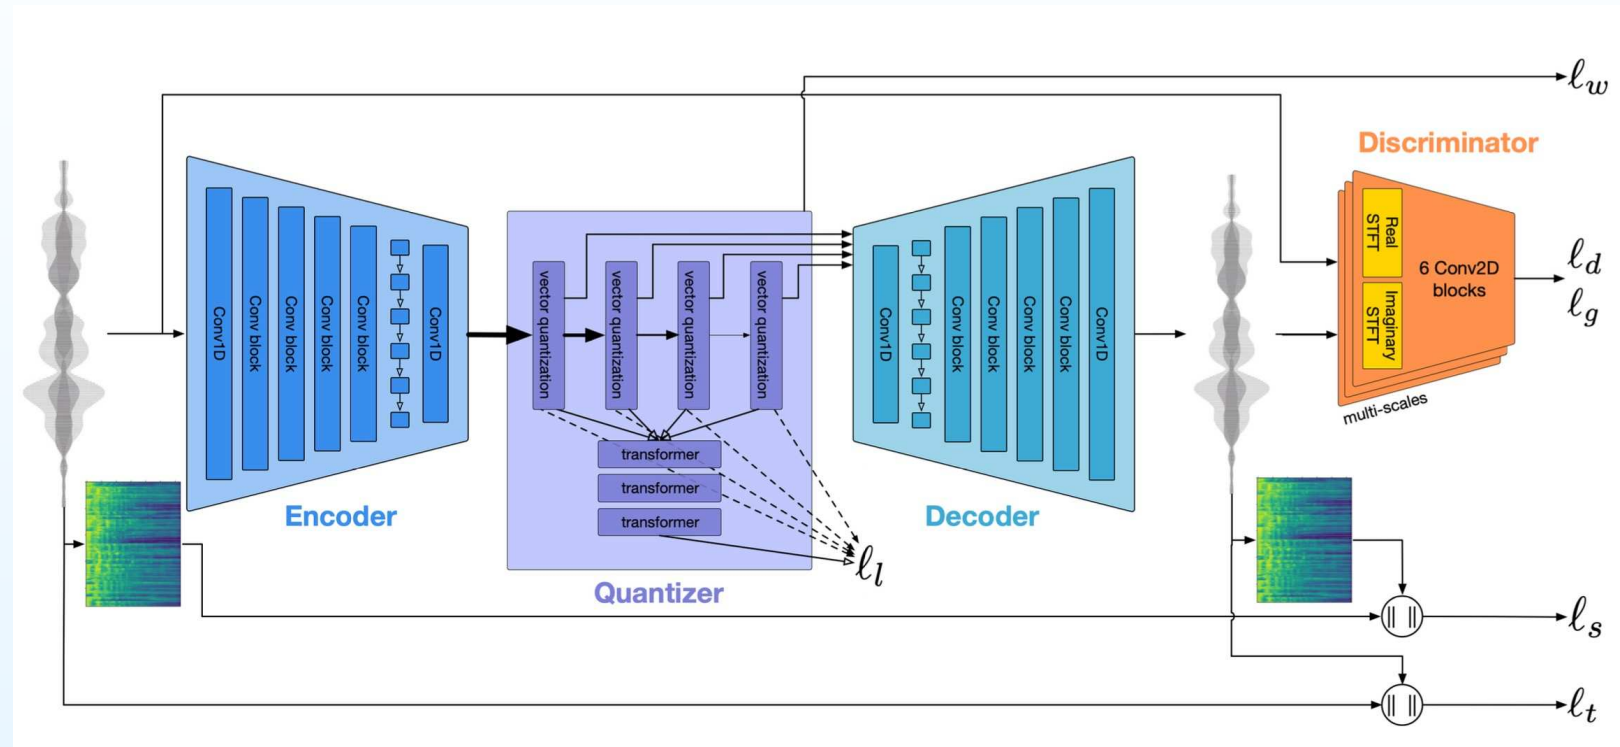 ℓw
Discriminator
Conv1D
Conv block
Conv block
Conv block
Conv block
Conv1D
Encoder
vector quantization
vector quantization
vector quantization
vector quantization
transformer
transformer
transformer
Quantizer
ℓl
Conv1D
Conv block
Conv block
Conv block
Conv block
Conv1D
Decoder
Real
STFT
Imaginary
STFT
6 Conv2D
blocks
multi-scales
ℓd
ℓg
ℓs
ℓt